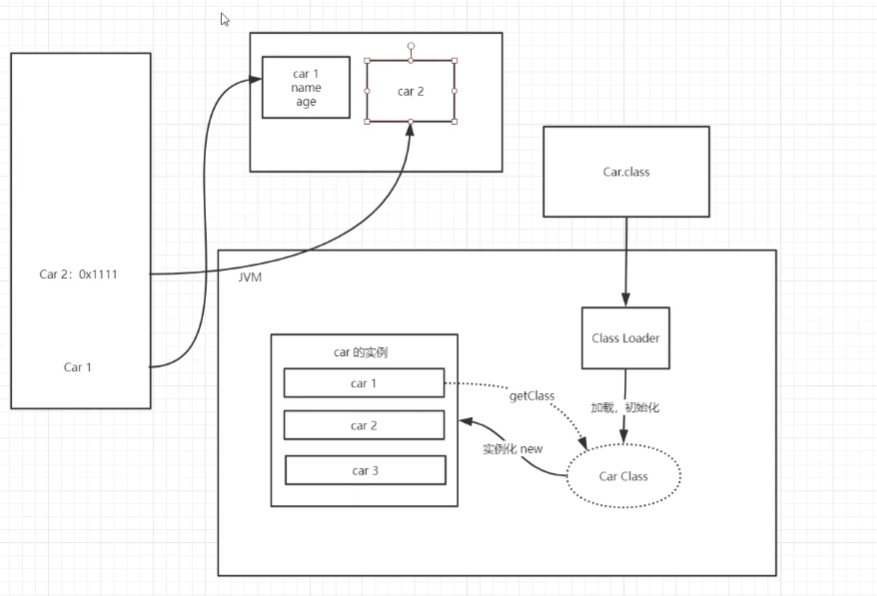 car 1
name
age
car 2
Car.class
Car 2：0x1111
JVM
Class Loader
Car 1
car 的实例
car 1
getClass
加载，初始化
car 2
实例化 new
car 3
Car Class